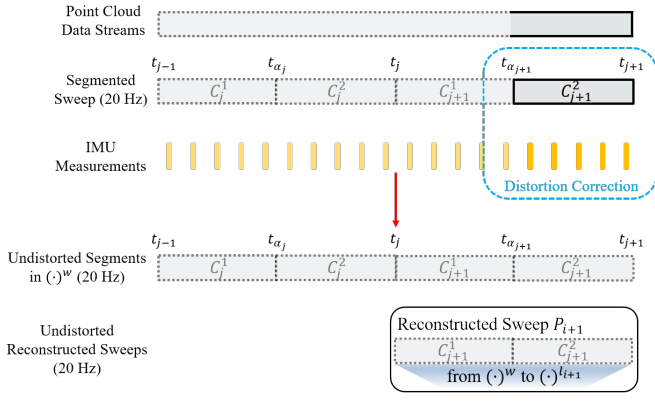 Point Cloud
Data Streams
t_{j-1} t_{α_j} t_j t_{α_{j+1}} t_{j+1}
Segmented
Sweep (20 Hz)
C_j^1 C_j^2 C_{j+1}^1 C_{j+1}^2
IMU
Measurements
Distortion Correction
t_{j-1} t_{α_j} t_j t_{α_{j+1}} t_{j+1}
Undistorted Segments
in (·)^w (20 Hz)
C_j^1 C_j^2 C_{j+1}^1 C_{j+1}^2
Undistorted
Reconstructed Sweeps
(20 Hz)
Reconstructed Sweep P_{i+1}
C_{j+1}^1 C_{j+1}^2
from (·)^w to (·)^{l_{i+1}}